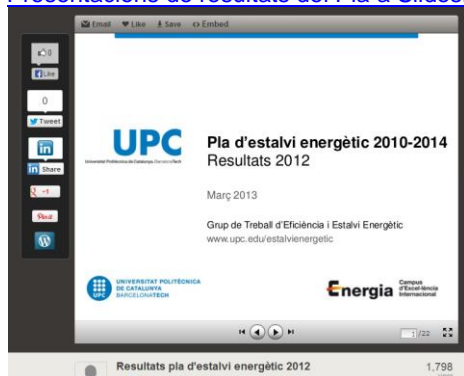 Presentacions de resultats del Pla a Slides
Email Like Save Embed
0
Like
0
Tweet
in
in Share
+1
Pinit
UPC
Universitat Politècnica de Catalunya, BarcelonaTech
Pla d'estalvi energètic 2010-2014
Resultats 2012
Març 2013
Grup de Treball d'Eficiència i Estalvi Energètic
www.upc.edu/estalvienergetic
UPC
UNIVERSITAT POLITÈCNICA
DE CATALUNYA
BARCELONATECH
Energia
Campus
d'Excel·lència
Internacional
1 /22
Resultats pla d'estalvi energètic 2012
1,798